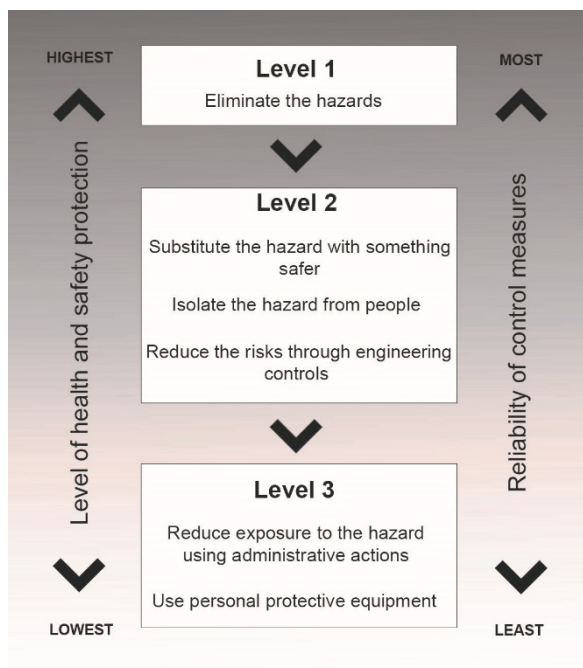 HIGHEST
MOST
Level of health and safety protection
Level 1
Eliminate the hazards
Level 2
Substitute the hazard with something
safer
Isolate the hazard from people
Reduce the risks through engineering
controls
Level 3
Reduce exposure to the hazard
using administrative actions
Use personal protective equipment
Reliability of control measures
LOWEST
LEAST